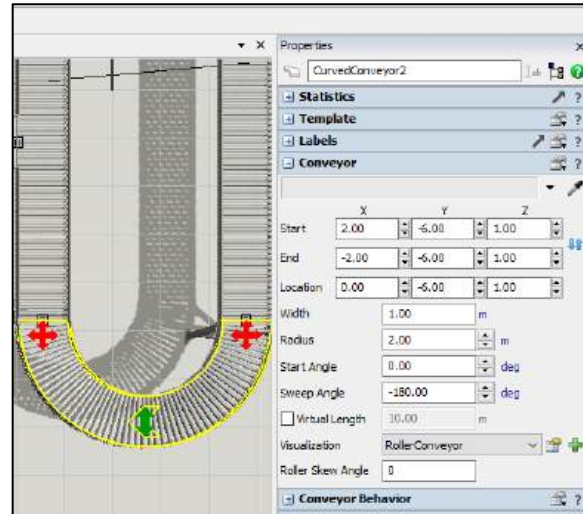 Properties
CurvedConveyor2
Statistics
Template
Labels
Conveyor
X Y Z
Start 2.00 -6.00 1.00
End -2.00 -6.00 1.00
Location 0.00 -6.00 1.00
Width 1.00 m
Radius 2.00 m
Start Angle 0.00 deg
Sweep Angle -180.00 deg
Virtual Length 10.00 m
Visualization RollerConveyor
Roller Skew Angle 0
Conveyor Behavior